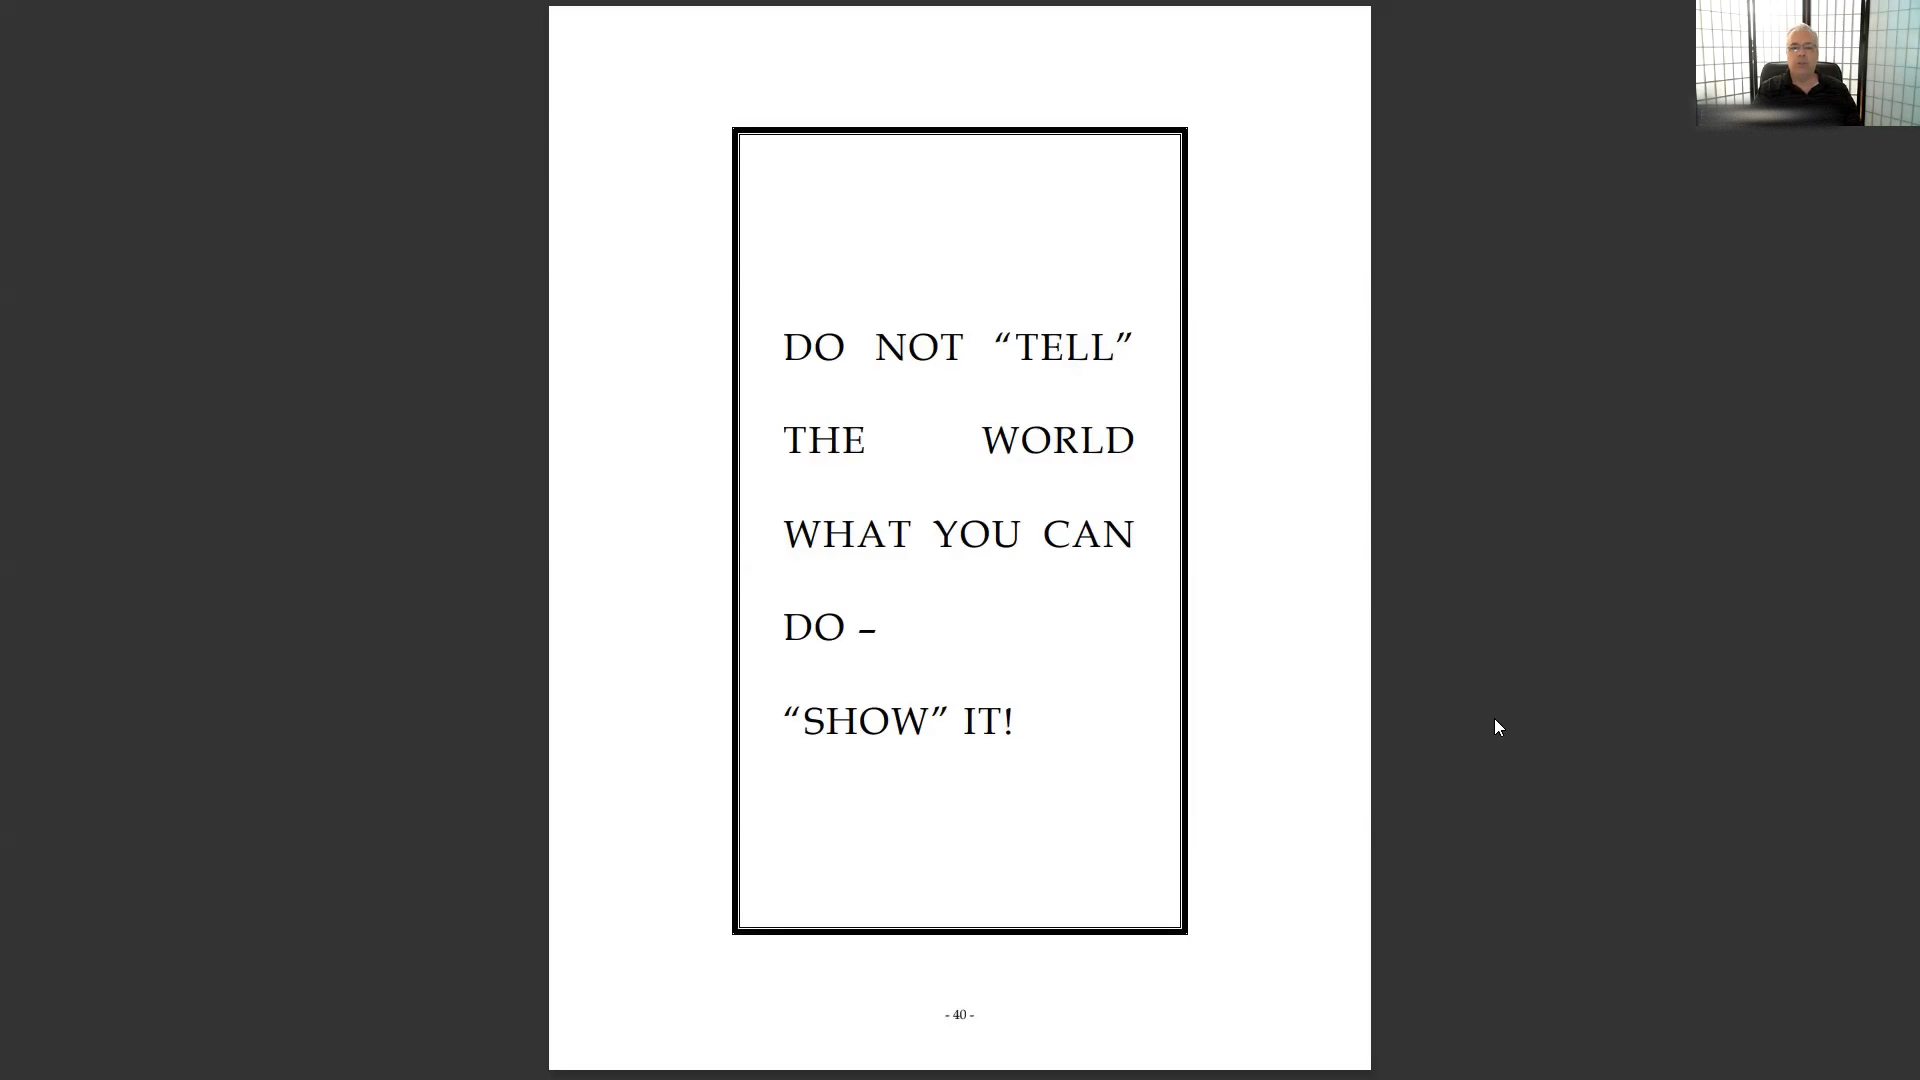 DO NOT “TELL”
THE WORLD
WHAT YOU CAN
DO –
“SHOW” IT!
- 40 -